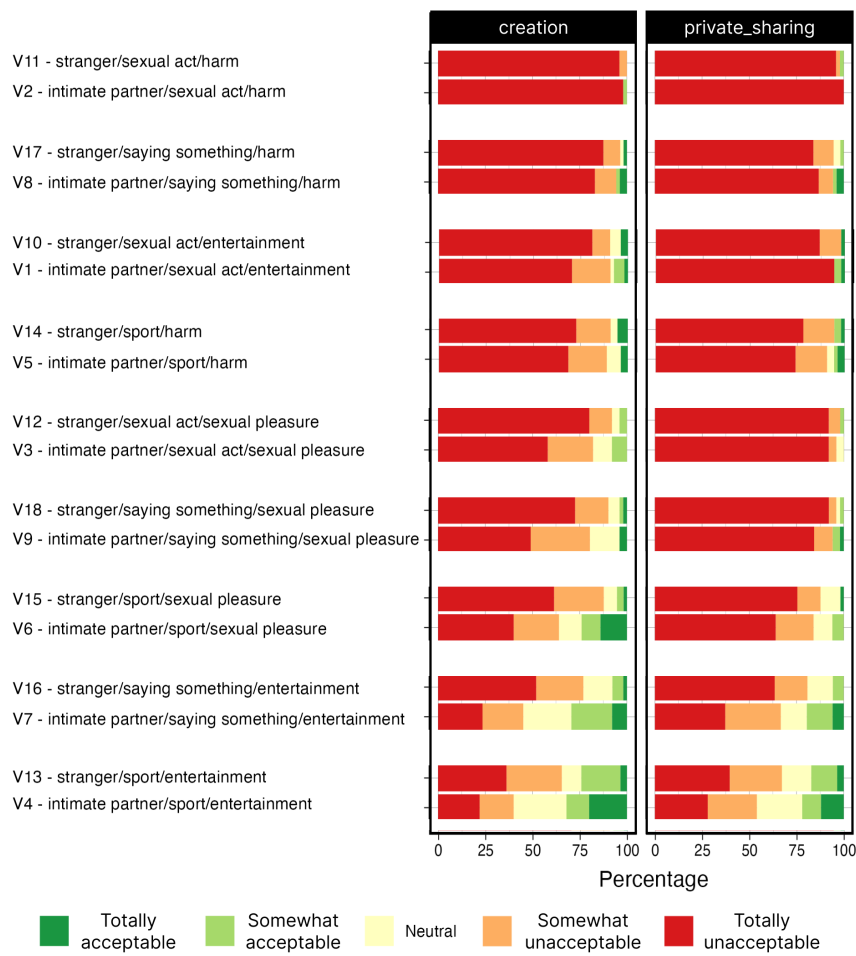 creation private_sharing
V11 - stranger/sexual act/harm
V2 - intimate partner/sexual act/harm
V17 - stranger/saying something/harm
V8 - intimate partner/saying something/harm
V10 - stranger/sexual act/entertainment
V1 - intimate partner/sexual act/entertainment
V14 - stranger/sport/harm
V5 - intimate partner/sport/harm
V12 - stranger/sexual act/sexual pleasure
V3 - intimate partner/sexual act/sexual pleasure
V18 - stranger/saying something/sexual pleasure
V9 - intimate partner/saying something/sexual pleasure
V15 - stranger/sport/sexual pleasure
V6 - intimate partner/sport/sexual pleasure
V16 - stranger/saying something/entertainment
V7 - intimate partner/saying something/entertainment
V13 - stranger/sport/entertainment
V4 - intimate partner/sport/entertainment
0 25 50 75 100 0 25 50 75 100
Percentage
Totally
acceptable
Somewhat
acceptable
Neutral
Somewhat
unacceptable
Totally
unacceptable